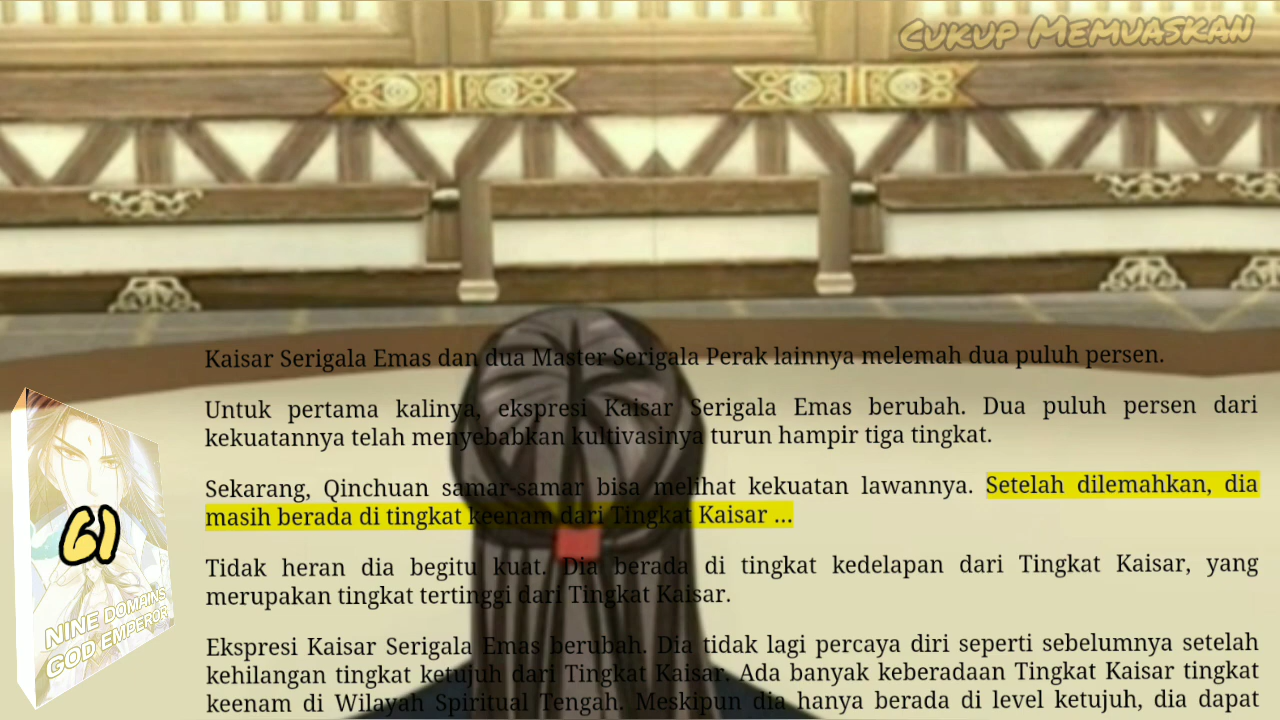 Cukup Memuaskan
Kaisar Serigala Emas dan dua Master Serigala Perak lainnya melemah dua puluh persen.
Untuk pertama kalinya, ekspresi Kaisar Serigala Emas berubah. Dua puluh persen dari
kekuatannya telah menyebabkan kultivasinya turun hampir tiga tingkat.
Sekarang, Qinchuan samar-samar bisa melihat kekuatan lawannya. Setelah dilemahkan, dia
masih berada di tingkat keenam dari Tingkat Kaisar ...
Tidak heran dia begitu kuat. Dia berada di tingkat kedelapan dari Tingkat Kaisar, yang
merupakan tingkat tertinggi dari Tingkat Kaisar.
Ekspresi Kaisar Serigala Emas berubah. Dia tidak lagi percaya diri seperti sebelumnya setelah
kehilangan tingkat ketujuh dari Tingkat Kaisar. Ada banyak keberadaan Tingkat Kaisar tingkat
keenam di Wilayah Spiritual Tengah. Meskipun dia hanya berada di level ketujuh, dia dapat
61
NINE DOMAINS
GOD EMPEROR